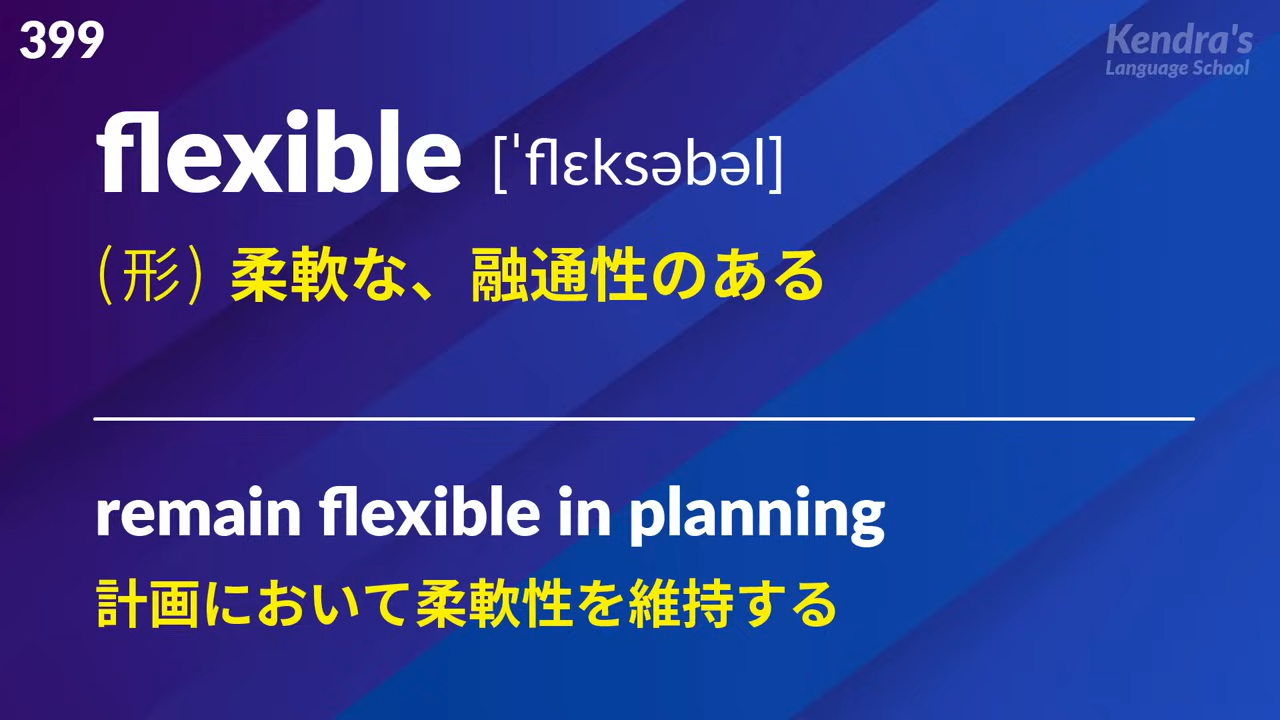 399
Kendra's
Language School
flexible [ˈflɛksəbəl]
(形) 柔軟な、融通性のある
remain flexible in planning
計画において柔軟性を維持する